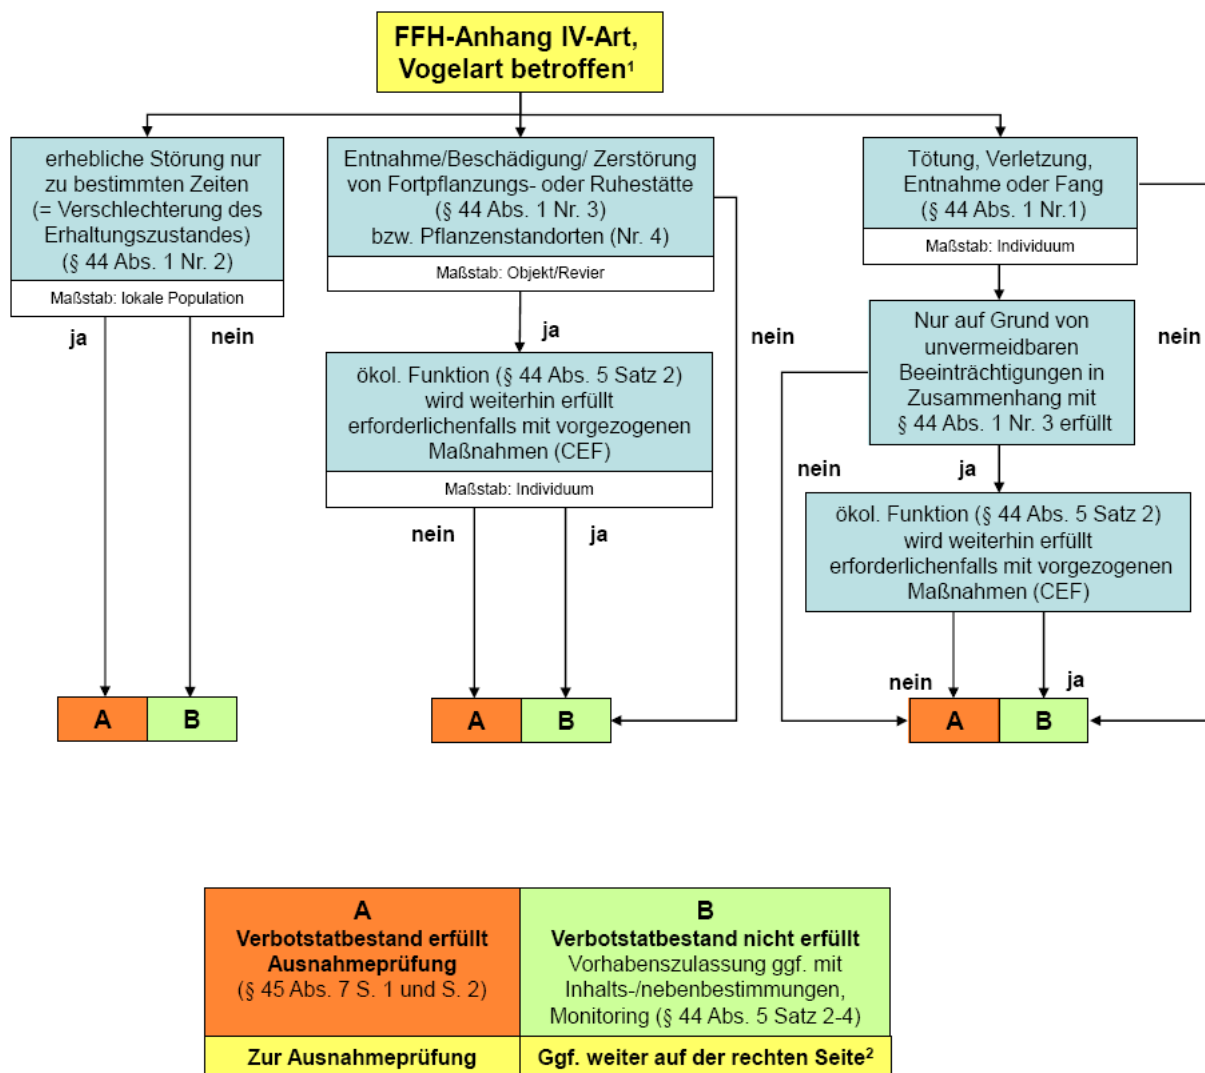 FFH-Anhang IV-Art,
Vogelart betroffen¹
erhebliche Störung nur
zu bestimmten Zeiten
(= Verschlechterung des
Erhaltungszustandes)
(§ 44 Abs. 1 Nr. 2)
Maßstab: lokale Population
ja
nein
Entnahme/Beschädigung/ Zerstörung
von Fortpflanzungs- oder Ruhestätte
(§ 44 Abs. 1 Nr. 3)
bzw. Pflanzenstandorten (Nr. 4)
Maßstab: Objekt/Revier
ja
nein
ökol. Funktion (§ 44 Abs. 5 Satz 2)
wird weiterhin erfüllt
erforderlichenfalls mit vorgezogenen
Maßnahmen (CEF)
Maßstab: Individuum
nein
ja
Tötung, Verletzung,
Entnahme oder Fang
(§ 44 Abs. 1 Nr.1)
Maßstab: Individuum
nein
Nur auf Grund von
unvermeidbaren
Beeinträchtigungen in
Zusammenhang mit
§ 44 Abs. 1 Nr. 3 erfüllt
nein
ja
ökol. Funktion (§ 44 Abs. 5 Satz 2)
wird weiterhin erfüllt
erforderlichenfalls mit vorgezogenen
Maßnahmen (CEF)
nein
ja
A B
A B
A B
A
Verbotstatbestand erfüllt
Ausnahmeprüfung
(§ 45 Abs. 7 S. 1 und S. 2)
Zur Ausnahmeprüfung
B
Verbotstatbestand nicht erfüllt
Vorhabenszulassung ggf. mit
Inhalts-/nebenbestimmungen,
Monitoring (§ 44 Abs. 5 Satz 2-4)
Ggf. weiter auf der rechten Seite²